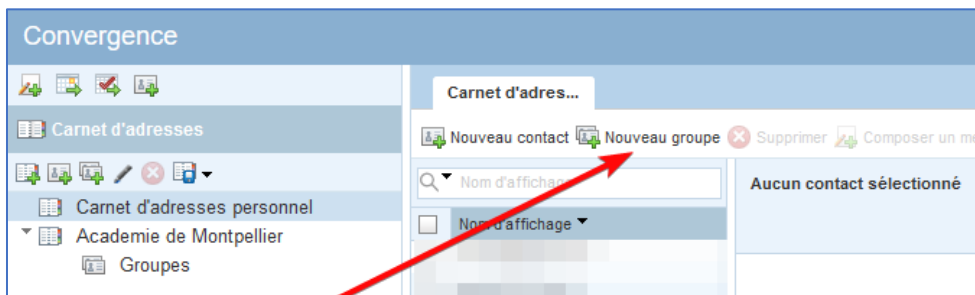 Convergence
Carnet d'adres...
Carnet d'adresses
Nouveau contact Nouveau groupe Supprimer Composer un me
Nom d'affichage
Aucun contact sélectionné
Carnet d'adresses personnel
Nom d'affichage
Academie de Montpellier
Groupes